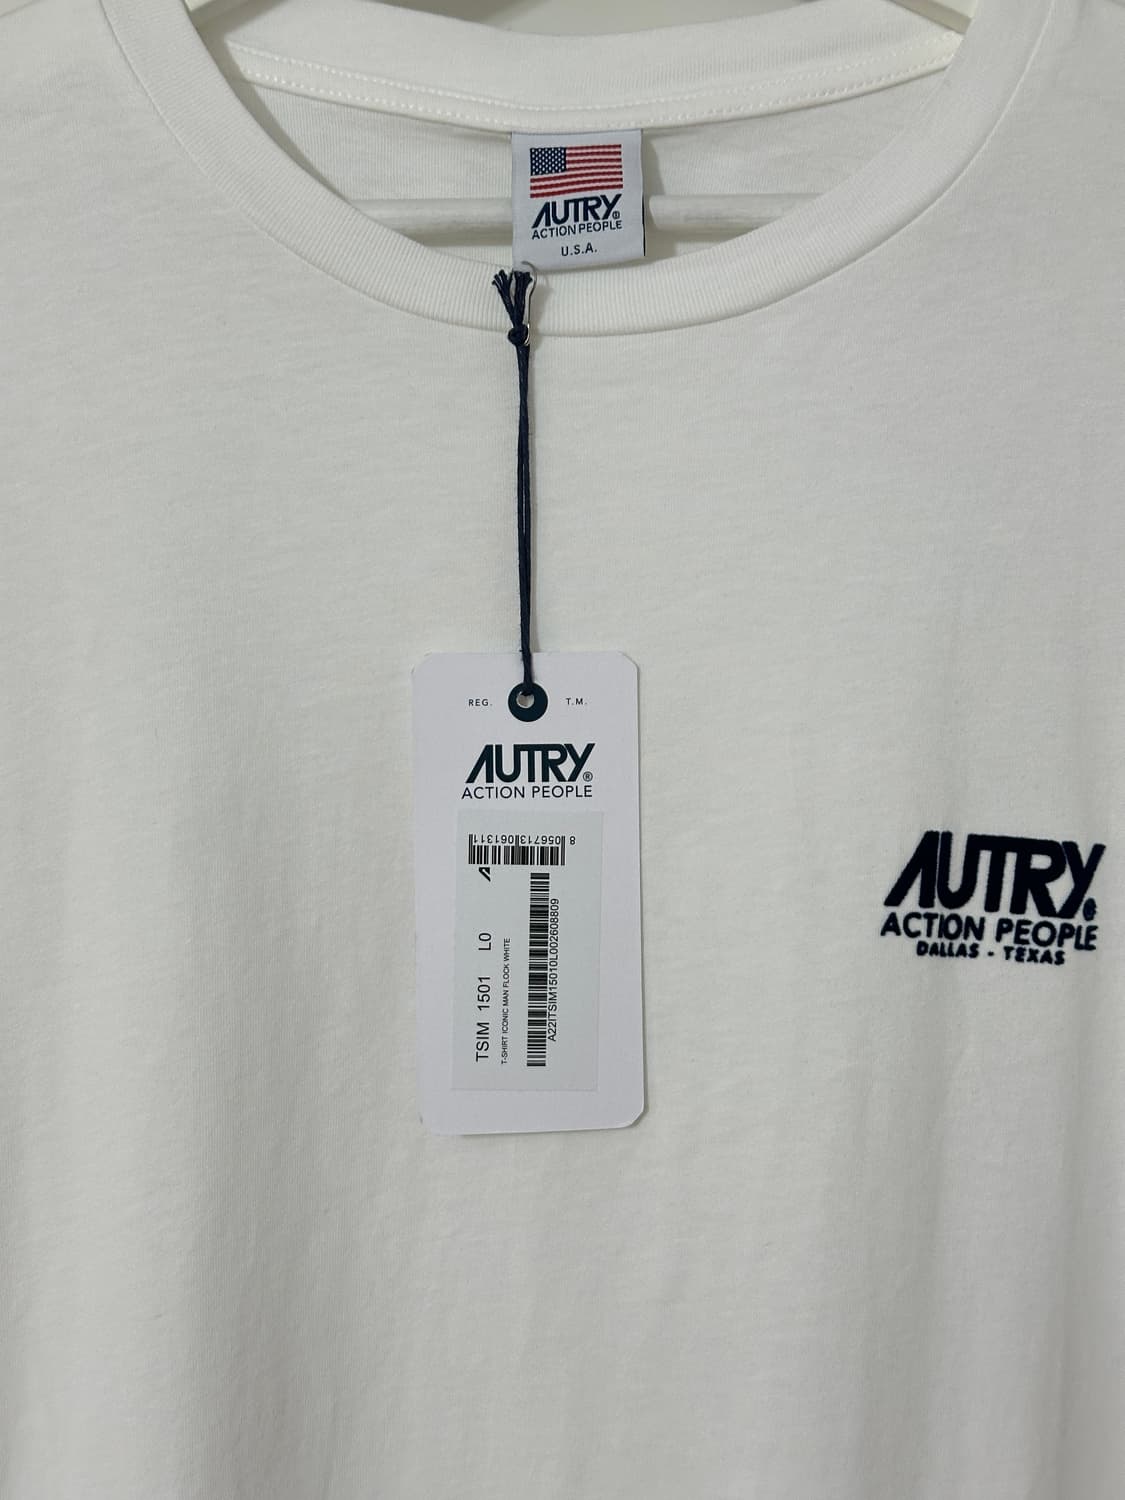 AUTRY®
ACTION PEOPLE
U.S.A.
REG. T.M.
AUTRY®
ACTION PEOPLE
8 056713 061311
TSIM 1501 L0
T-SHIRT ICONIC MAN FLOCK WHITE
A22ITSIM15010L002608809
AUTRY®
ACTION PEOPLE
DALLAS - TEXAS